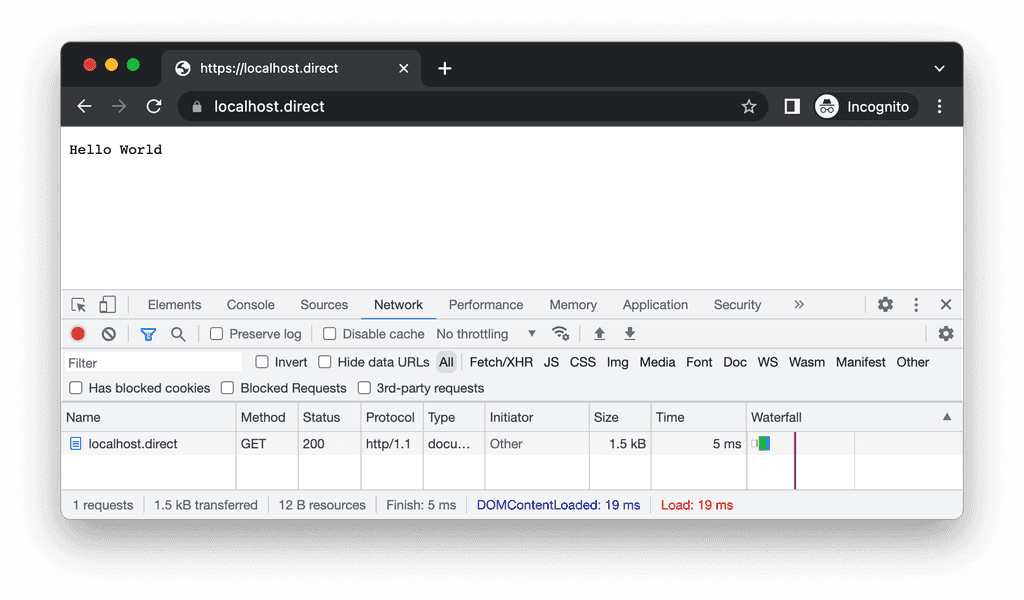 https://localhost.direct
localhost.direct Incognito
Hello World
Elements Console Sources Network Performance Memory Application Security
Preserve log Disable cache No throttling
Filter Invert Hide data URLs All Fetch/XHR JS CSS Img Media Font Doc WS Wasm Manifest Other
Has blocked cookies Blocked Requests 3rd-party requests
Name Method Status Protocol Type Initiator Size Time Waterfall
localhost.direct GET 200 http/1.1 docu… Other 1.5 kB 5 ms
1 requests 1.5 kB transferred 12 B resources Finish: 5 ms DOMContentLoaded: 19 ms Load: 19 ms